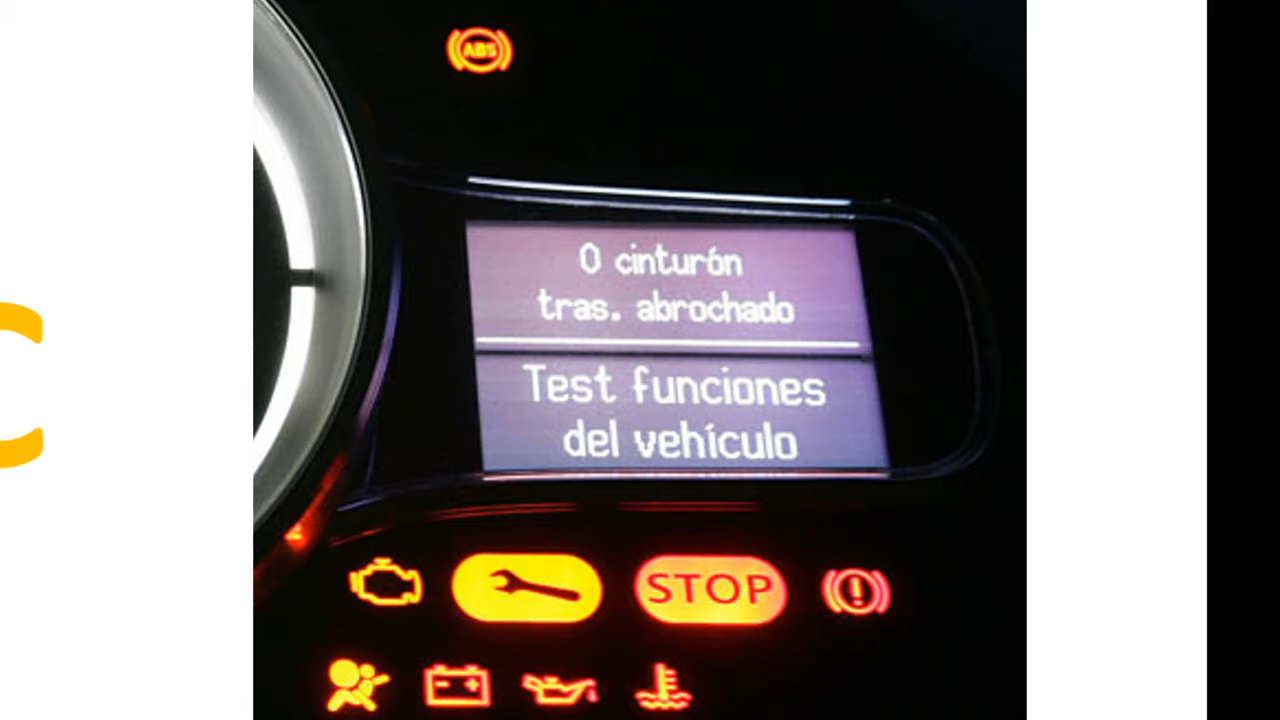 ABS
0 cinturón
tras. abrochado
Test funciones
del vehículo
STOP